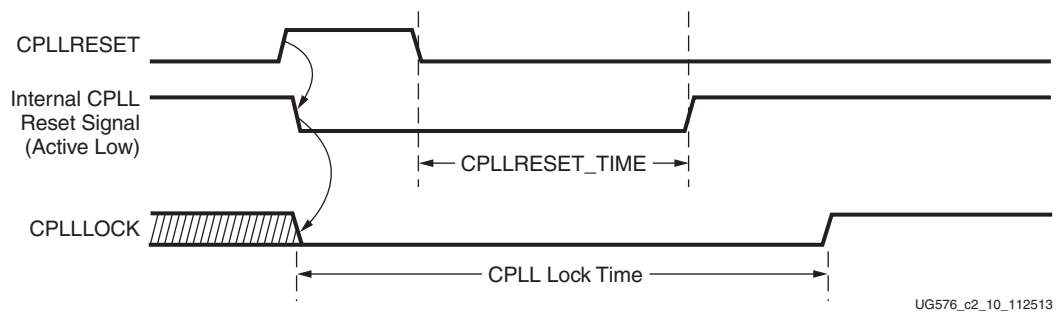 CPLLRESET
Internal CPLL
Reset Signal
(Active Low)
CPLLRESET_TIME
CPLLLOCK
CPLL Lock Time
UG576_c2_10_112513